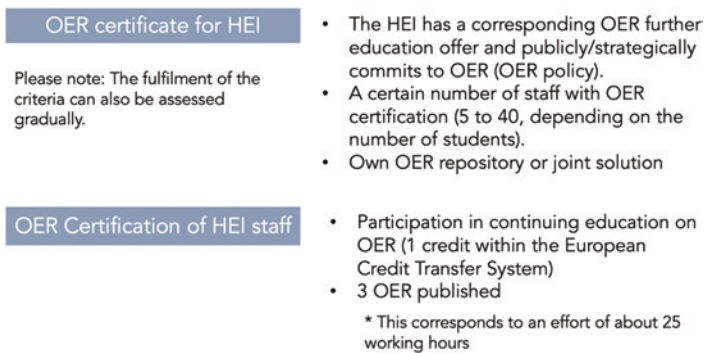 OER certificate for HEI
Please note: The fulfilment of the
criteria can also be assessed
gradually.
• The HEI has a corresponding OER further
education offer and publicly/strategically
commits to OER (OER policy).
• A certain number of staff with OER
certification (5 to 40, depending on the
number of students).
• Own OER repository or joint solution
OER Certification of HEI staff
• Participation in continuing education on
OER (1 credit within the European
Credit Transfer System)
• 3 OER published
* This corresponds to an effort of about 25
working hours